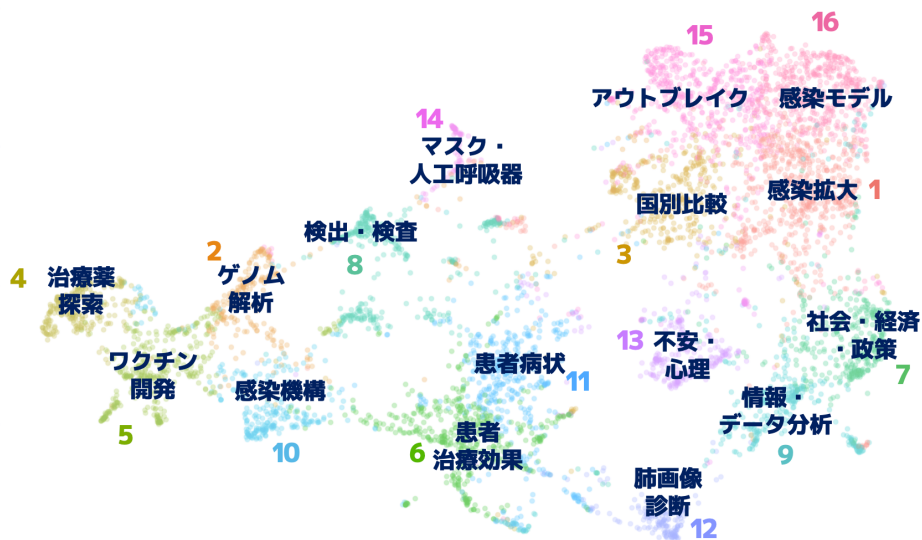 16
15
アウトブレイク
感染モデル
14
マスク・
人工呼吸器
感染拡大 1
国別比較
3
検出・検査
8
2
ゲノム
解析
4 治療薬
探索
ワクチン
開発
5
感染機構
10
患者病状
11
6 患者
治療効果
13 不安・
心理
社会・経済
・政策
7
情報・
データ分析
9
肺画像
診断
12